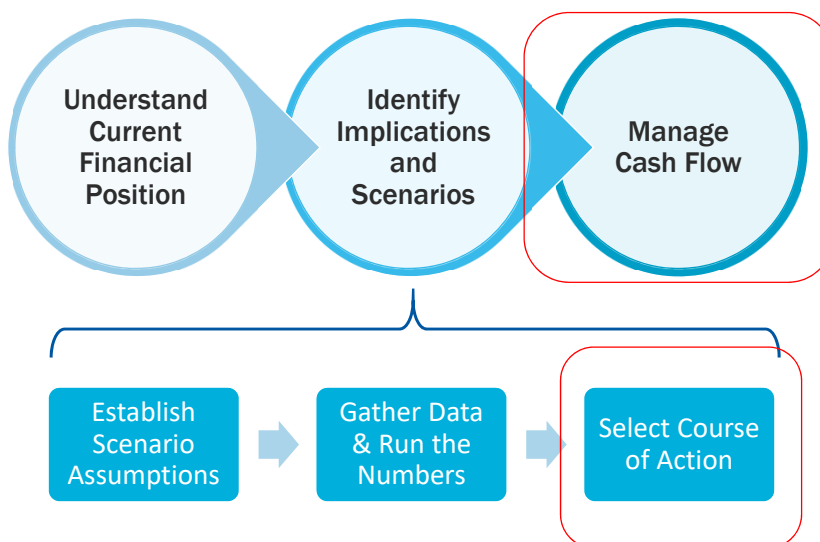 Understand
Current
Financial
Position
Identify
Implications
and
Scenarios
Manage
Cash Flow
Establish
Scenario
Assumptions
Gather Data
& Run the
Numbers
Select Course
of Action